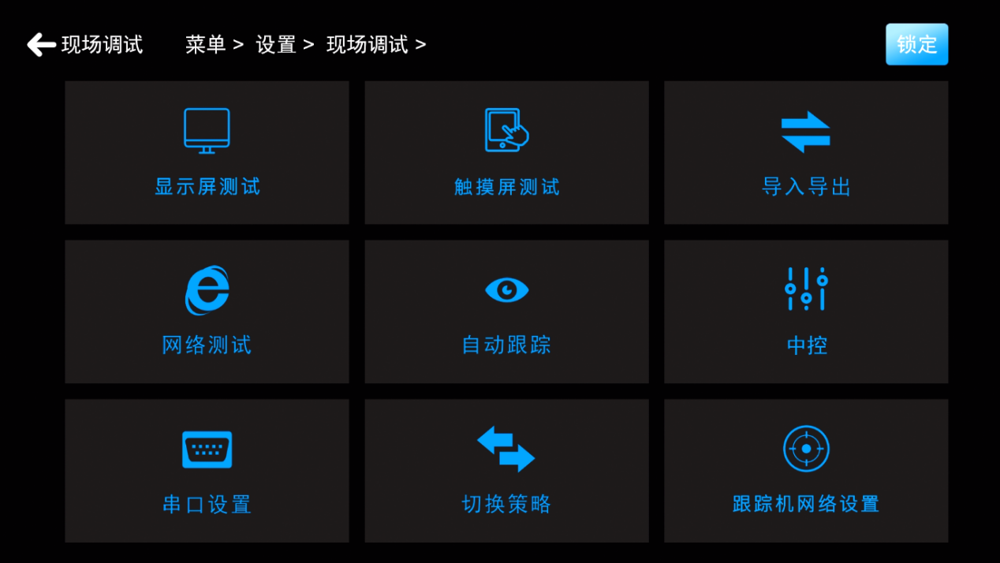 现场调试 菜单 > 设置 > 现场调试 > 锁定
显示屏测试 触摸屏测试 导入导出
网络测试 自动跟踪 中控
串口设置 切换策略 跟踪机网络设置